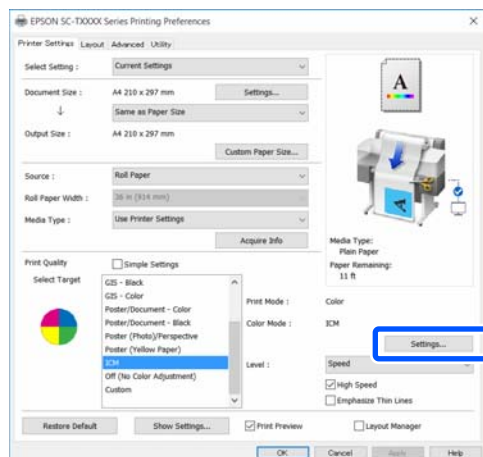 EPSON SC-TXXXX Series Printing Preferences
Printer Settings Layout Advanced Utility
Select Setting : Current Settings
Document Size : A4 210 x 297 mm Settings...
Same as Paper Size
Output Size : A4 210 x 297 mm
Custom Paper Size...
Source : Roll Paper
Roll Paper Width : 36 in (914 mm)
Media Type : Use Printer Settings
Acquire Info
A
Media Type:
Plain Paper
Paper Remaining:
11 ft
Print Quality Simple Settings
Select Target
GIS - Black
GIS - Color
Poster/Document - Color
Poster/Document - Black
Poster (Photo)/Perspective
Poster (Yellow Paper)
ICM
Off (No Color Adjustment)
Custom
Print Mode : Color
Color Mode : ICM
Settings...
Level : Speed
High Speed
Emphasize Thin Lines
Restore Default Show Settings... Print Preview Layout Manager
OK Cancel Apply Help